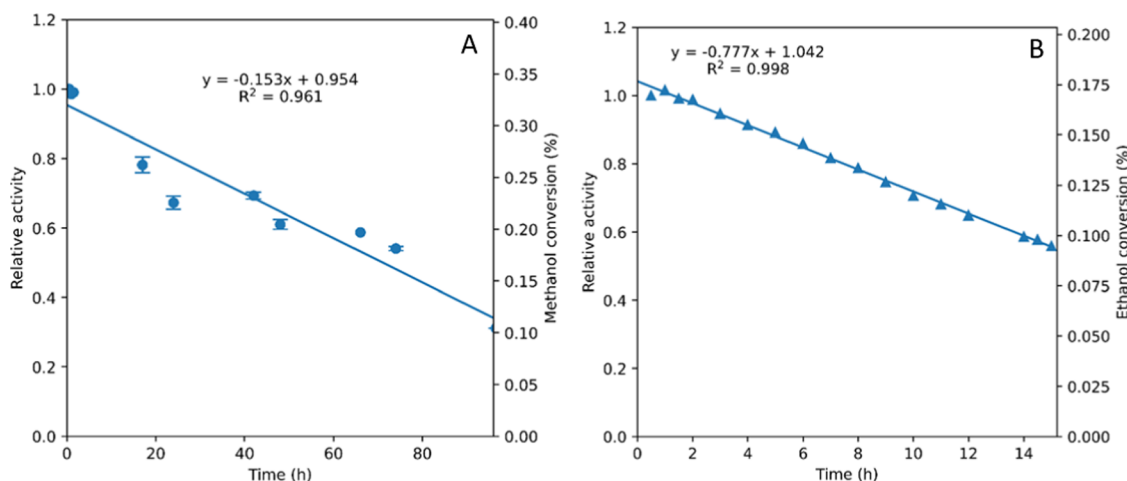 A
y = -0.153x + 0.954
R² = 0.961
Relative activity
1.2
1.0
0.8
0.6
0.4
0.2
0.0
0.40
0.35
0.30
0.25
0.20
0.15
0.10
0.05
0.00
Methanol conversion (%)
0 20 40 60 80
Time (h)
B
y = -0.777x + 1.042
R² = 0.998
Relative activity
1.2
1.0
0.8
0.6
0.4
0.2
0.0
0.200
0.175
0.150
0.125
0.100
0.075
0.050
0.025
0.000
Ethanol conversion (%)
0 2 4 6 8 10 12 14
Time (h)